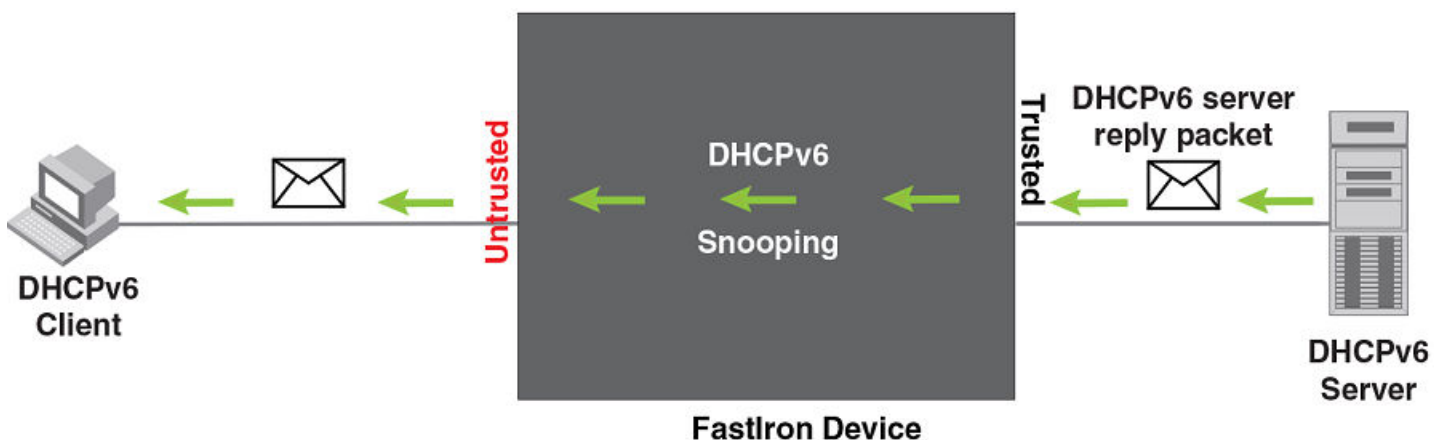 DHCPv6
Client
Untrusted
DHCPv6
Snooping
Trusted
DHCPv6 server
reply packet
DHCPv6
Server
FastIron Device